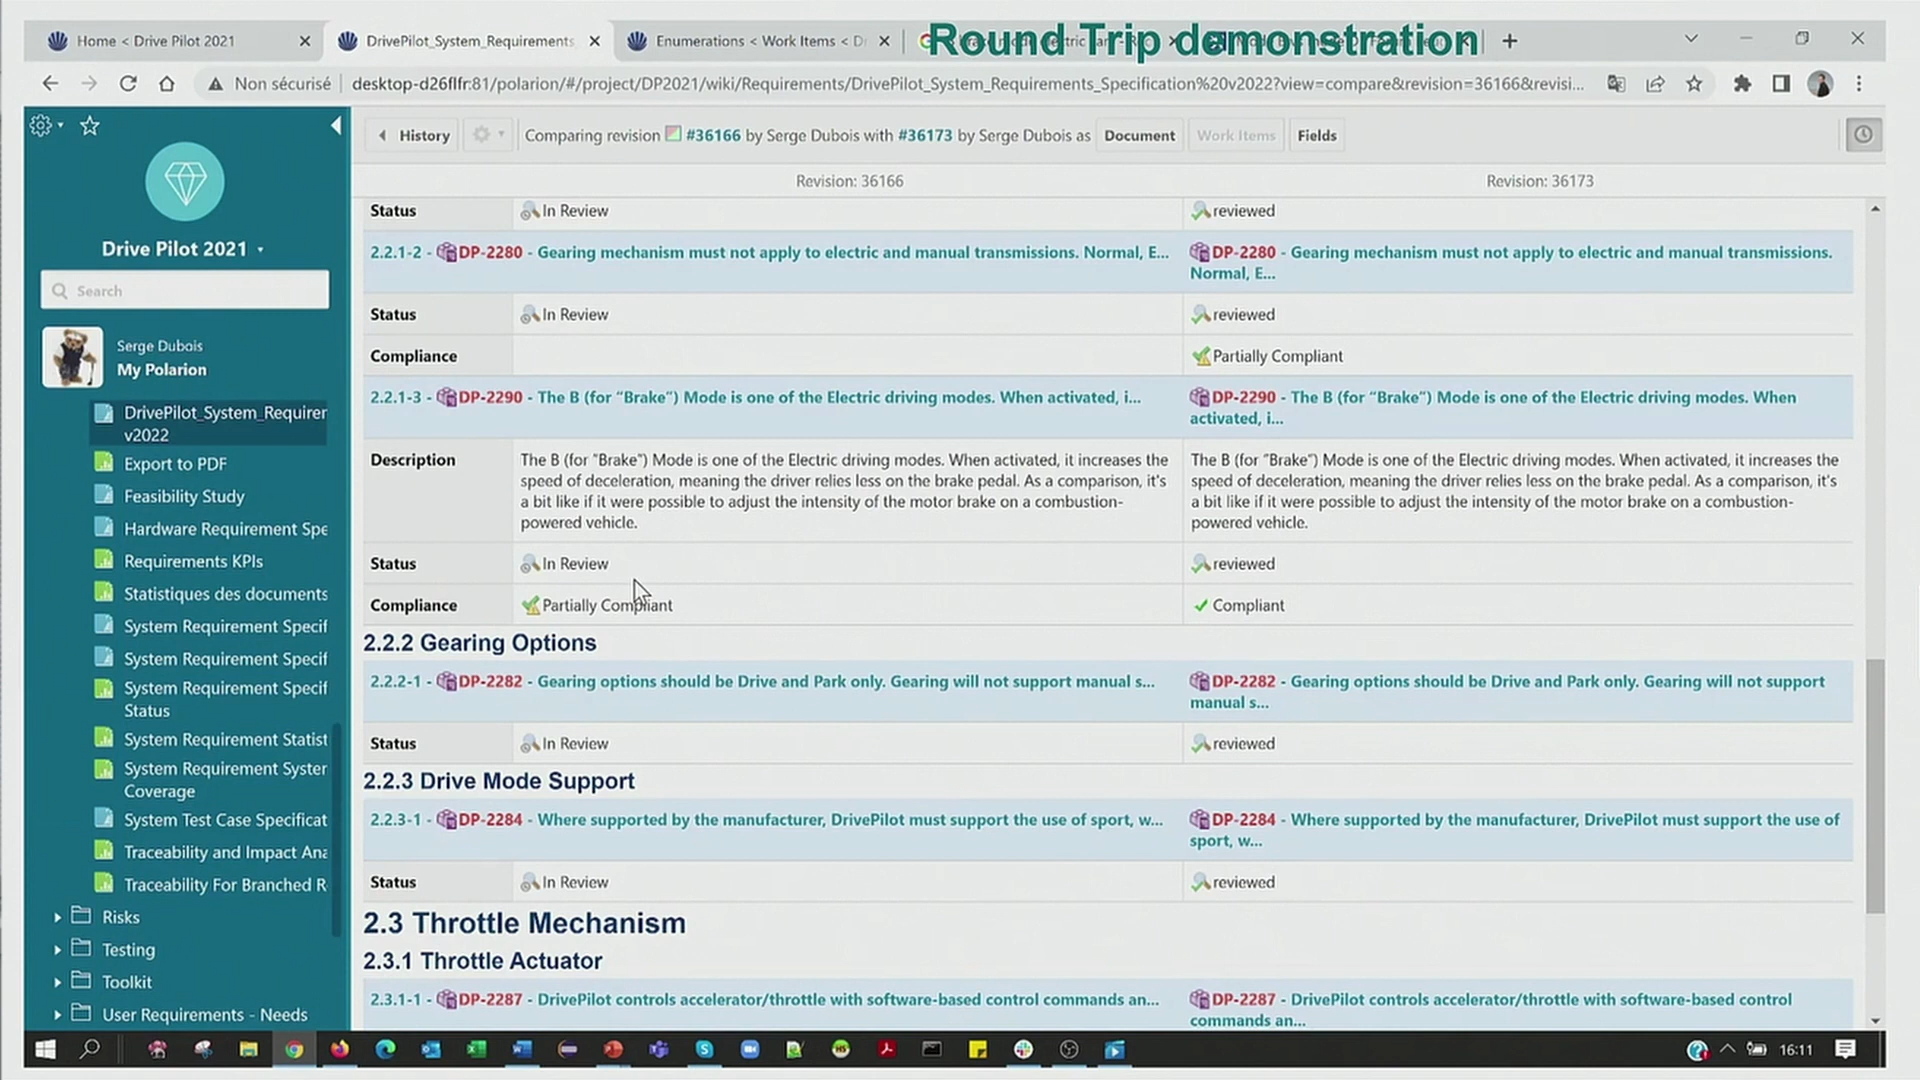 Round Trip demonstration
Home < Drive Pilot 2021
DrivePilot_System_Requirements
Enumerations < Work Items < Dr
Non sécurisé
desktop-d26flfr:81/polarion/#/project/DP2021/wiki/Requirements/DrivePilot_System_Requirements_Specification%20v2022?view=compare&revision=36166&revisi...
History
Comparing revision #36166 by Serge Dubois with #36173 by Serge Dubois as
Document
Work Items
Fields
Revision: 36166
Revision: 36173
Drive Pilot 2021
Search
Serge Dubois
My Polarion
DrivePilot_System_Requirer
v2022
Export to PDF
Feasibility Study
Hardware Requirement Spe
Requirements KPIs
Statistiques des documents
System Requirement Specif
System Requirement Specif
System Requirement Specif
Status
System Requirement Statist
System Requirement Syster
Coverage
System Test Case Specificat
Traceability and Impact Ana
Traceability For Branched R
Risks
Testing
Toolkit
User Requirements - Needs
Status
In Review
reviewed
2.2.1-2 - DP-2280 - Gearing mechanism must not apply to electric and manual transmissions. Normal, E...
DP-2280 - Gearing mechanism must not apply to electric and manual transmissions.
Normal, E...
Status
In Review
reviewed
Compliance
Partially Compliant
2.2.1-3 - DP-2290 - The B (for “Brake”) Mode is one of the Electric driving modes. When activated, i...
DP-2290 - The B (for “Brake”) Mode is one of the Electric driving modes. When
activated, i...
Description
The B (for “Brake”) Mode is one of the Electric driving modes. When activated, it increases the
speed of deceleration, meaning the driver relies less on the brake pedal. As a comparison, it's
a bit like if it were possible to adjust the intensity of the motor brake on a combustion-
powered vehicle.
The B (for “Brake”) Mode is one of the Electric driving modes. When activated, it increases the
speed of deceleration, meaning the driver relies less on the brake pedal. As a comparison, it's
a bit like if it were possible to adjust the intensity of the motor brake on a combustion-
powered vehicle.
Status
In Review
reviewed
Compliance
Partially Compliant
Compliant
2.2.2 Gearing Options
2.2.2-1 - DP-2282 - Gearing options should be Drive and Park only. Gearing will not support manual s...
DP-2282 - Gearing options should be Drive and Park only. Gearing will not support
manual s...
Status
In Review
reviewed
2.2.3 Drive Mode Support
2.2.3-1 - DP-2284 - Where supported by the manufacturer, DrivePilot must support the use of sport, w...
DP-2284 - Where supported by the manufacturer, DrivePilot must support the use of
sport, w...
Status
In Review
reviewed
2.3 Throttle Mechanism
2.3.1 Throttle Actuator
2.3.1-1 - DP-2287 - DrivePilot controls accelerator/throttle with software-based control commands an...
DP-2287 - DrivePilot controls accelerator/throttle with software-based control
commands an...
16:11